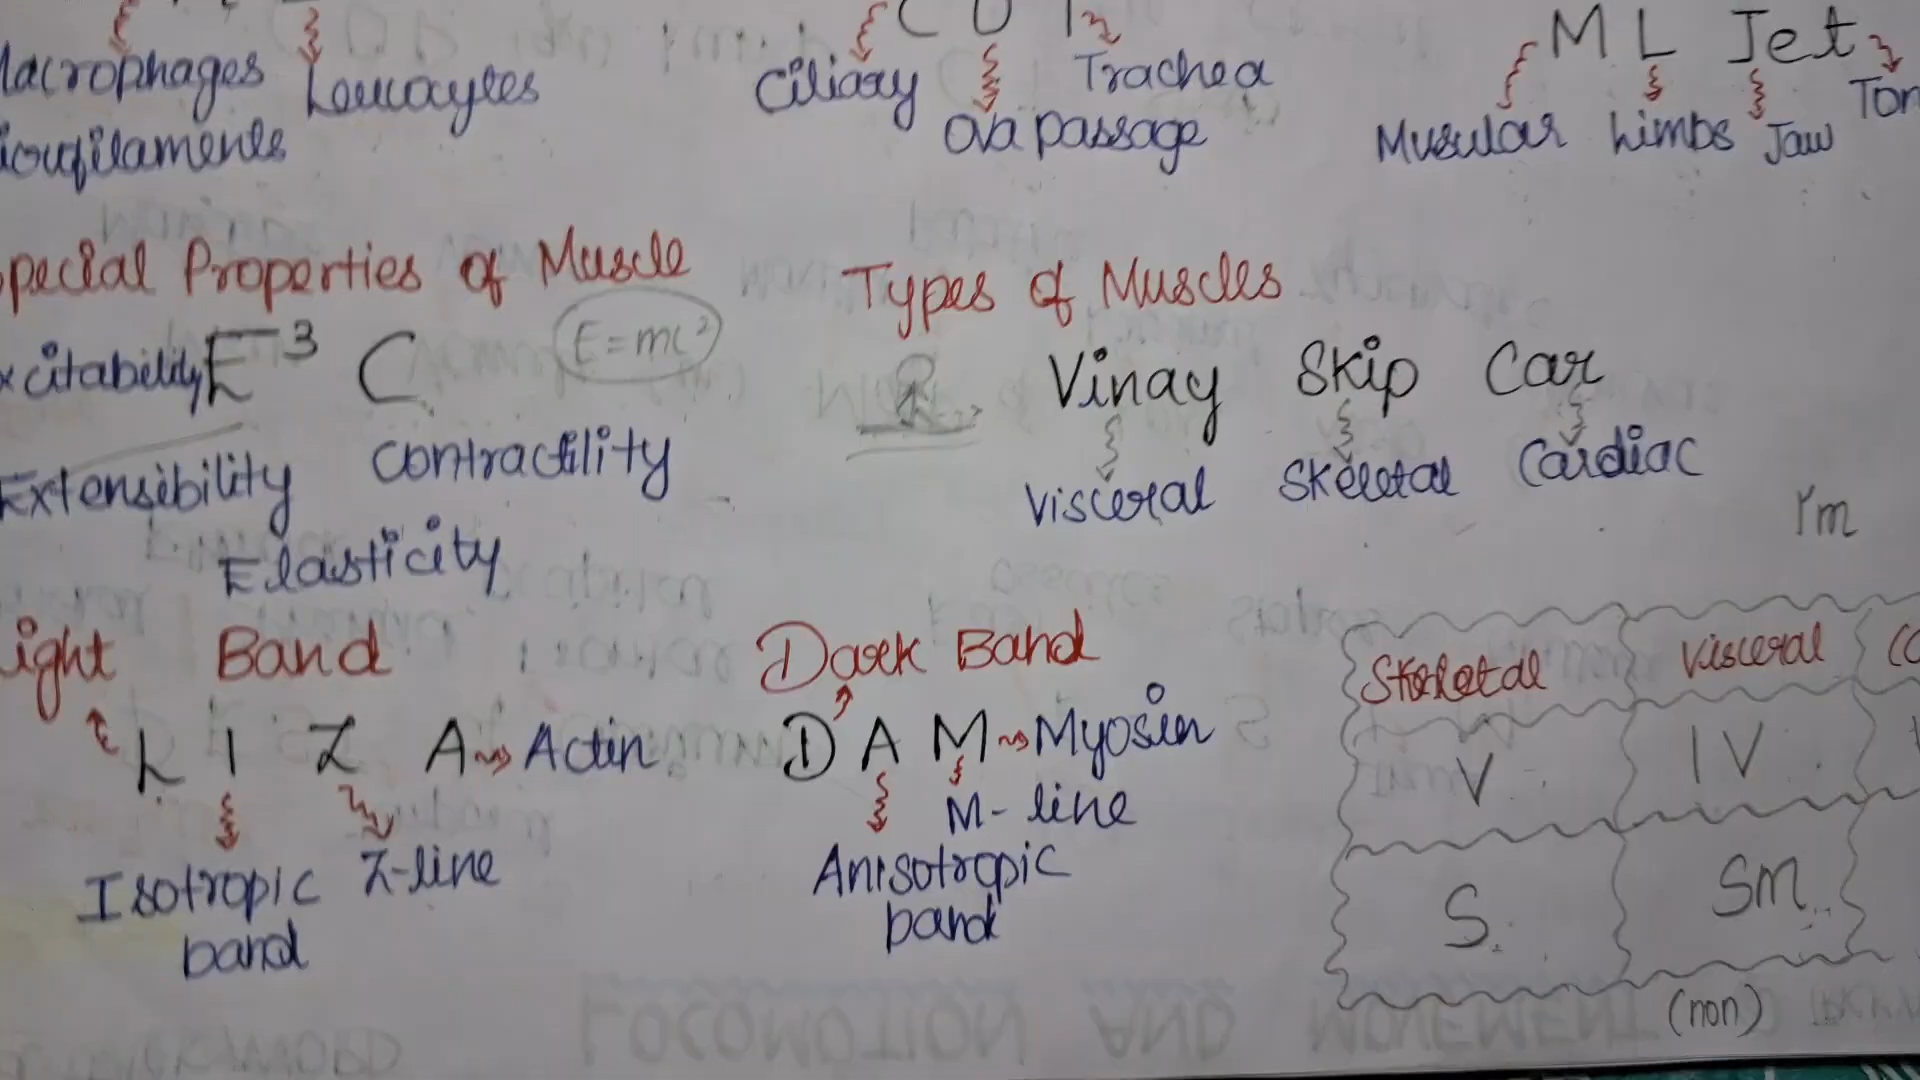 C O T
M L Jet
Macrophages Leucocytes
Ciliary Trachea
Ova passage
Muscular Limbs Jaw
Special Properties of Muscle
Types of Muscles
Excitability E³ C
E=mc²
Vinay Skip Car
Extensibility Contractility
Visceral Skeletal Cardiac
Elasticity
I'm
Light Band
Dark Band
L I Z A Actin
D A M Myosin
M-line
Isotropic band Z-line
Anisotropic band
Skeletal Visceral
V IV
S Sm
(non)
LOCOMOTION AND MOVEMENT